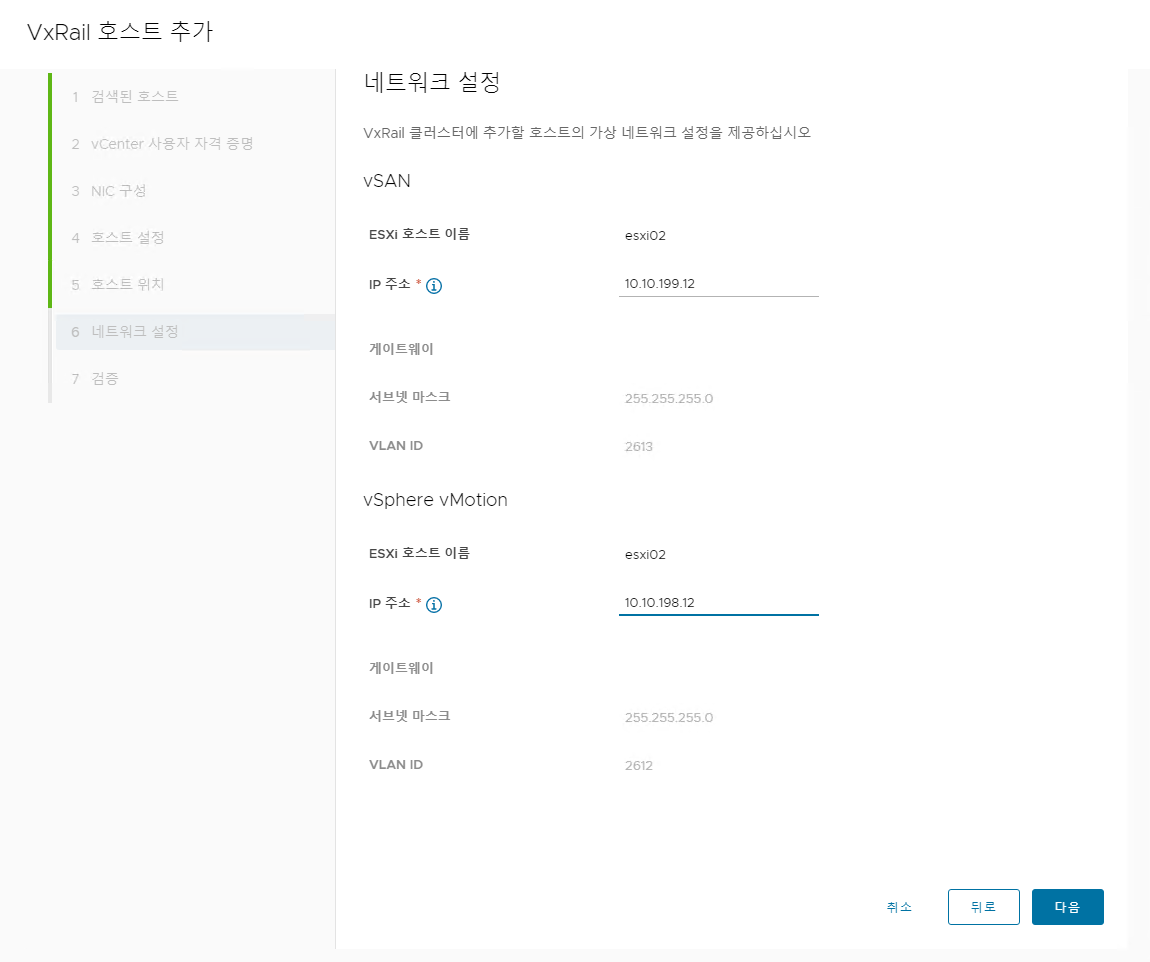 VxRail 호스트 추가
1 검색된 호스트
2 vCenter 사용자 자격 증명
3 NIC 구성
4 호스트 설정
5 호스트 위치
6 네트워크 설정
7 검증
네트워크 설정
VxRail 클러스터에 추가할 호스트의 가상 네트워크 설정을 제공하십시오
vSAN
ESXi 호스트 이름 esxi02
IP 주소 * 10.10.199.12
게이트웨이
서브넷 마스크 255.255.255.0
VLAN ID 2613
vSphere vMotion
ESXi 호스트 이름 esxi02
IP 주소 * 10.10.198.12
게이트웨이
서브넷 마스크 255.255.255.0
VLAN ID 2612
취소 뒤로 다음